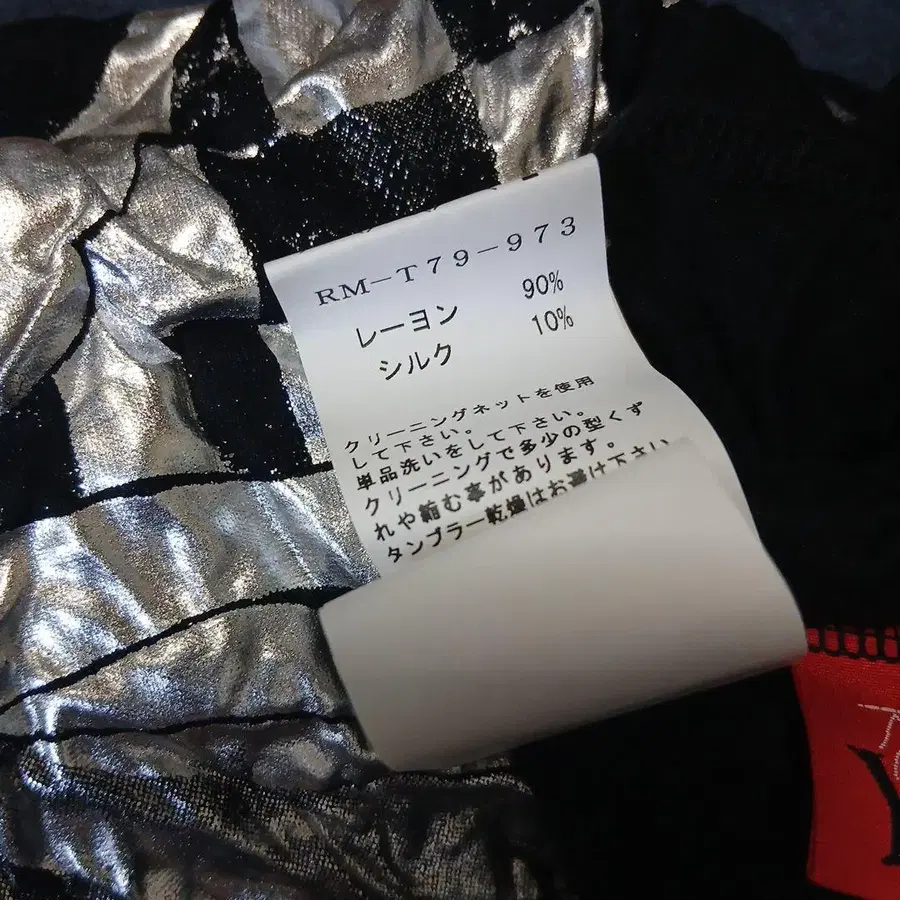 RM-T79-973
レーヨン 90%
シルク 10%
クリーニングネットを使用
して下さい。
単品洗いをして下さい。
クリーニングで多少の型くず
れや縮む事があります。
タンブラー乾燥はお避け下さい
Y